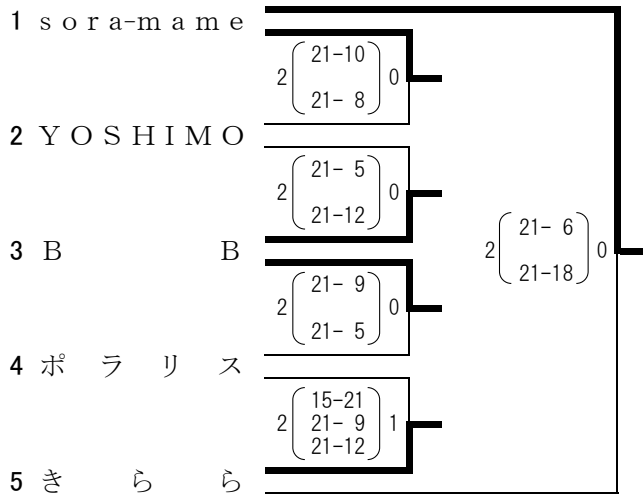 1 sora-mame
2 ( 21-10 21- 8 ) 0
2 YOSHIMO
2 ( 21- 5 21-12 ) 0
3 B B
2 ( 21- 6 21-18 ) 0
2 ( 21- 9 21- 5 ) 0
4 ポラリス
2 ( 15-21 21- 9 21-12 ) 1
5 きらら